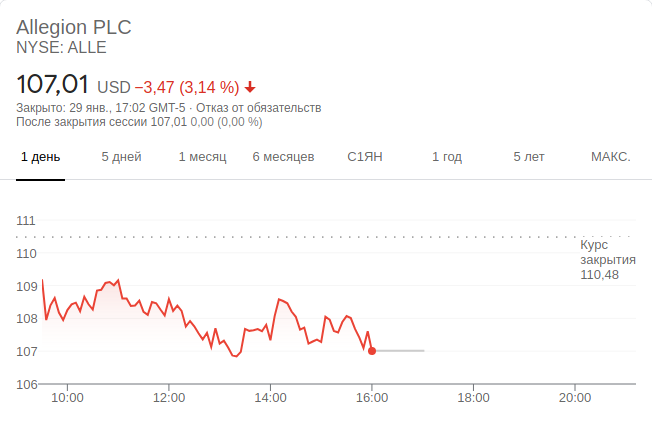 Allegion PLC
NYSE: ALLE
107,01 USD −3,47 (3,14 %)
Закрыто: 29 янв., 17:02 GMT-5 · Отказ от обязательств
После закрытия сессии 107,01 0,00 (0,00 %)
1 день 5 дней 1 месяц 6 месяцев С1ЯН 1 год 5 лет МАКС.
111
110
109
108
107
106
Курс
закрытия
110,48
10:00 12:00 14:00 16:00 18:00 20:00